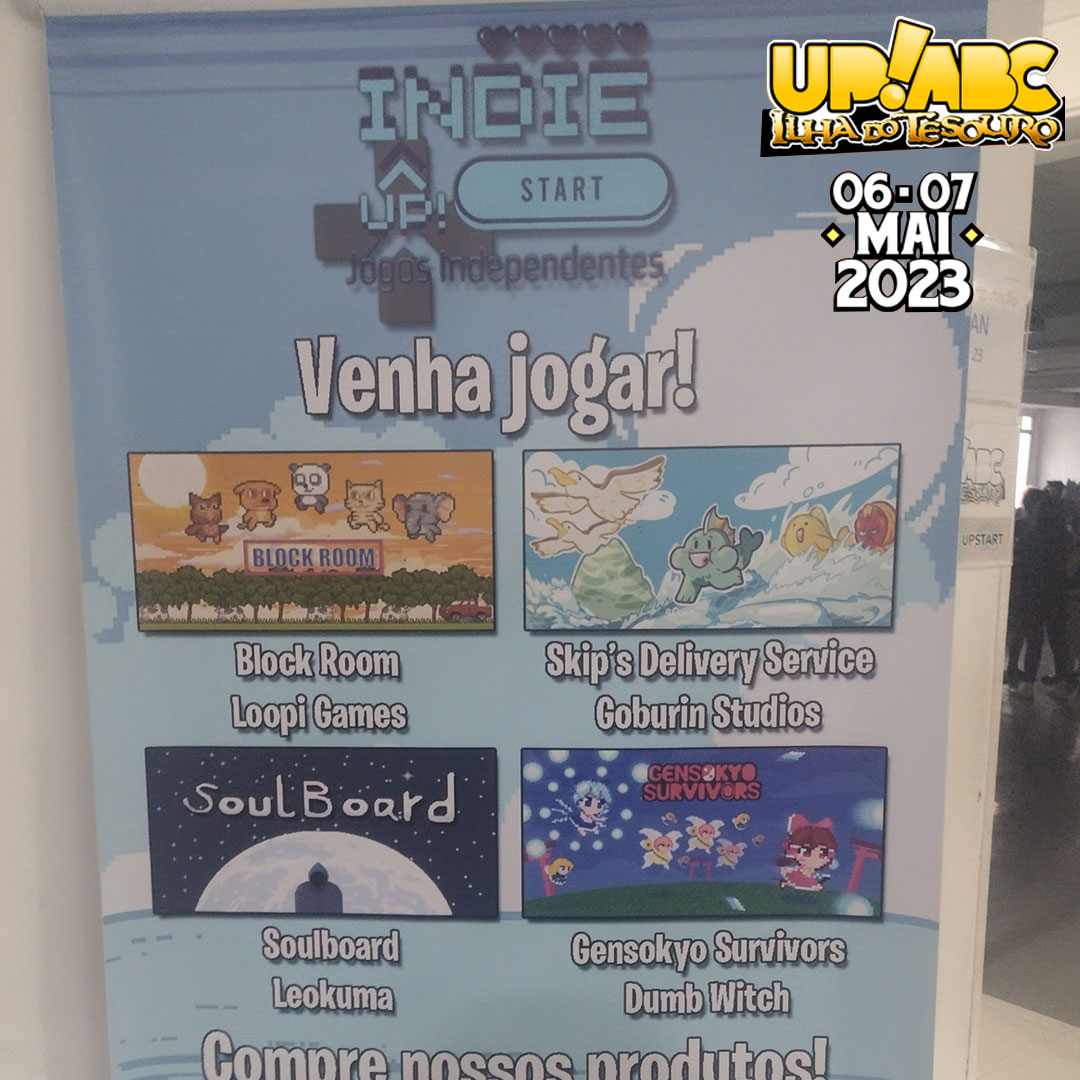 UP!ABC
ILHA DO TESOURO
06-07
MAI
2023
INDIE
UP!
START
Jogos independentes
Venha jogar!
BLOCK ROOM
Block Room
Loopi Games
Skip's Delivery Service
Goburin Studios
SoulBoard
Soulboard
Leokuma
GENSOKYO
SURVIVORS
Gensokyo Survivors
Dumb Witch
Compre nossos produtos!
AN
23
UPSTART